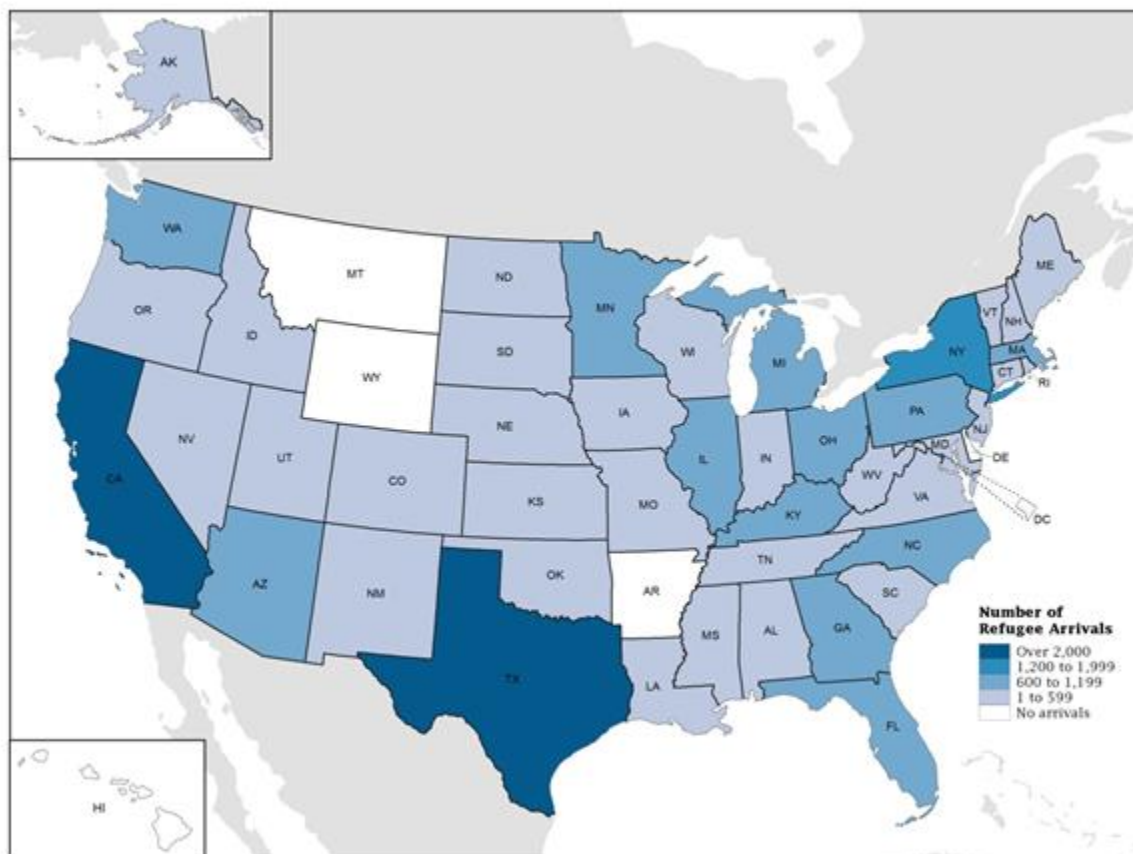 AK
WA
MT
ND
MN
ME
OR
ID
SD
WI
VT
NH
NY
MA
MI
WY
CT
RI
IA
PA
NE
NV
OH
NJ
UT
IL
IN
MD
DE
CA
CO
WV
KS
MO
VA
KY
DC
NC
TN
AZ
OK
NM
AR
SC
MS
AL
GA
TX
LA
FL
HI
Number of
Refugee Arrivals
Over 2,000
1,200 to 1,999
600 to 1,199
1 to 599
No arrivals